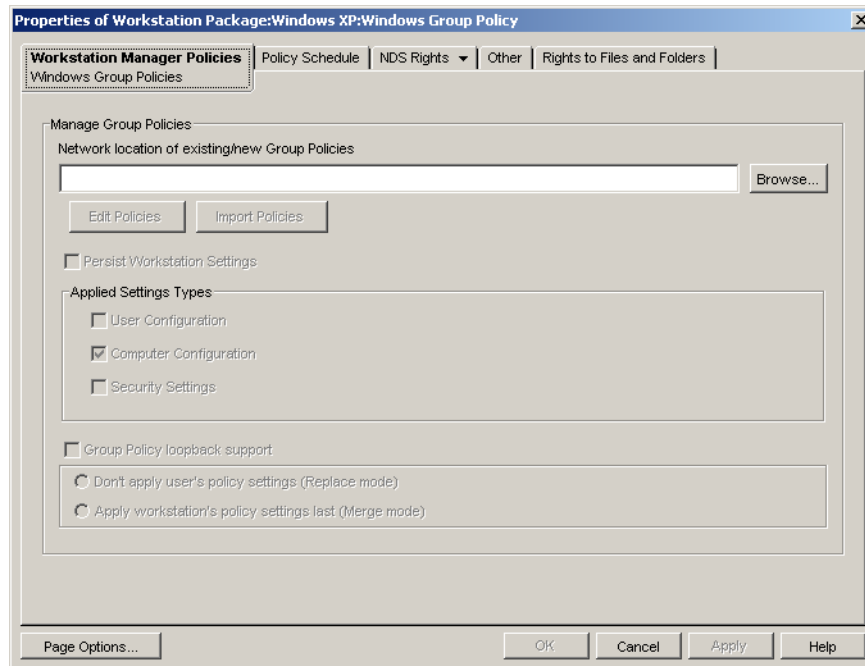 Properties of Workstation Package:Windows XP:Windows Group Policy
Workstation Manager Policies
Policy Schedule
NDS Rights
Other
Rights to Files and Folders
Windows Group Policies
Manage Group Policies
Network location of existing/new Group Policies
Browse...
Edit Policies
Import Policies
Persist Workstation Settings
Applied Settings Types
User Configuration
Computer Configuration
Security Settings
Group Policy loopback support
Don't apply user's policy settings (Replace mode)
Apply workstation's policy settings last (Merge mode)
Page Options...
OK
Cancel
Apply
Help